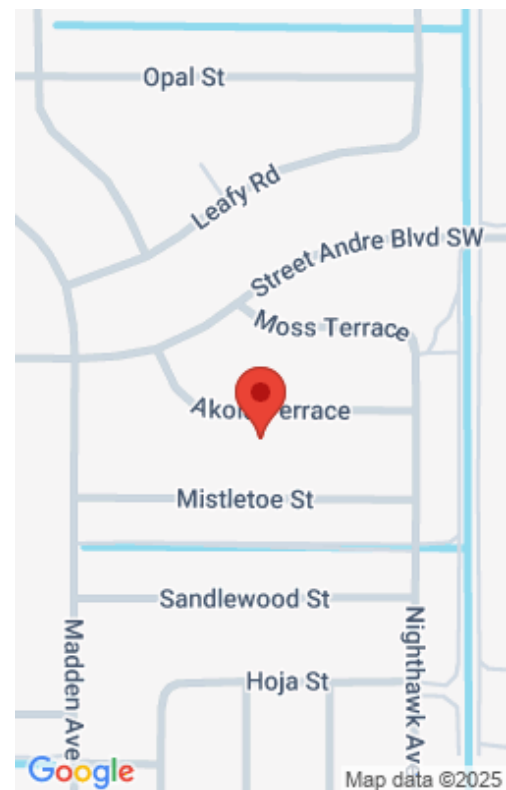 Opal St
Leafy Rd
Street Andre Blvd SW
Moss Terrace
Terrace
Mistletoe St
Sandlewood St
Madden Ave
Nighthawk Ave
Hoja St
Google
Map data ©2025